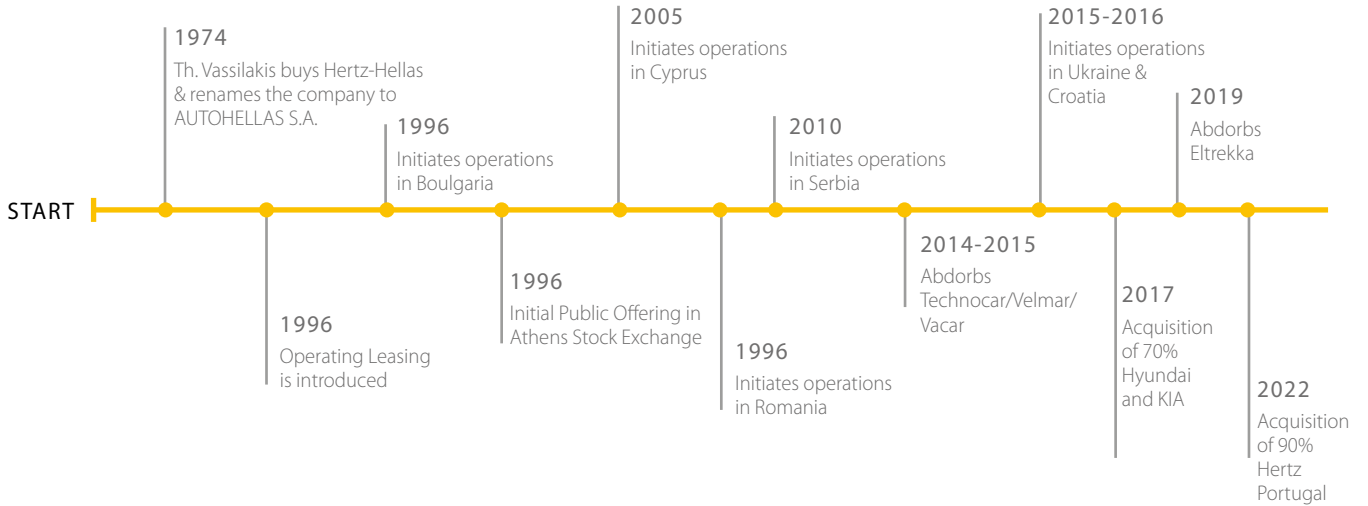 START
1974
Th. Vassilakis buys Hertz-Hellas
& renames the company to
AUTOHELLAS S.A.
1996
Operating Leasing
is introduced
1996
Initiates operations
in Boulgaria
1996
Initial Public Offering in
Athens Stock Exchange
2005
Initiates operations
in Cyprus
1996
Initiates operations
in Romania
2010
Initiates operations
in Serbia
2014-2015
Abdorbs
Technocar/Velmar/
Vacar
2015-2016
Initiates operations
in Ukraine &
Croatia
2017
Acquisition
of 70%
Hyundai
and KIA
2019
Abdorbs
Eltrekka
2022
Acquisition
of 90%
Hertz
Portugal